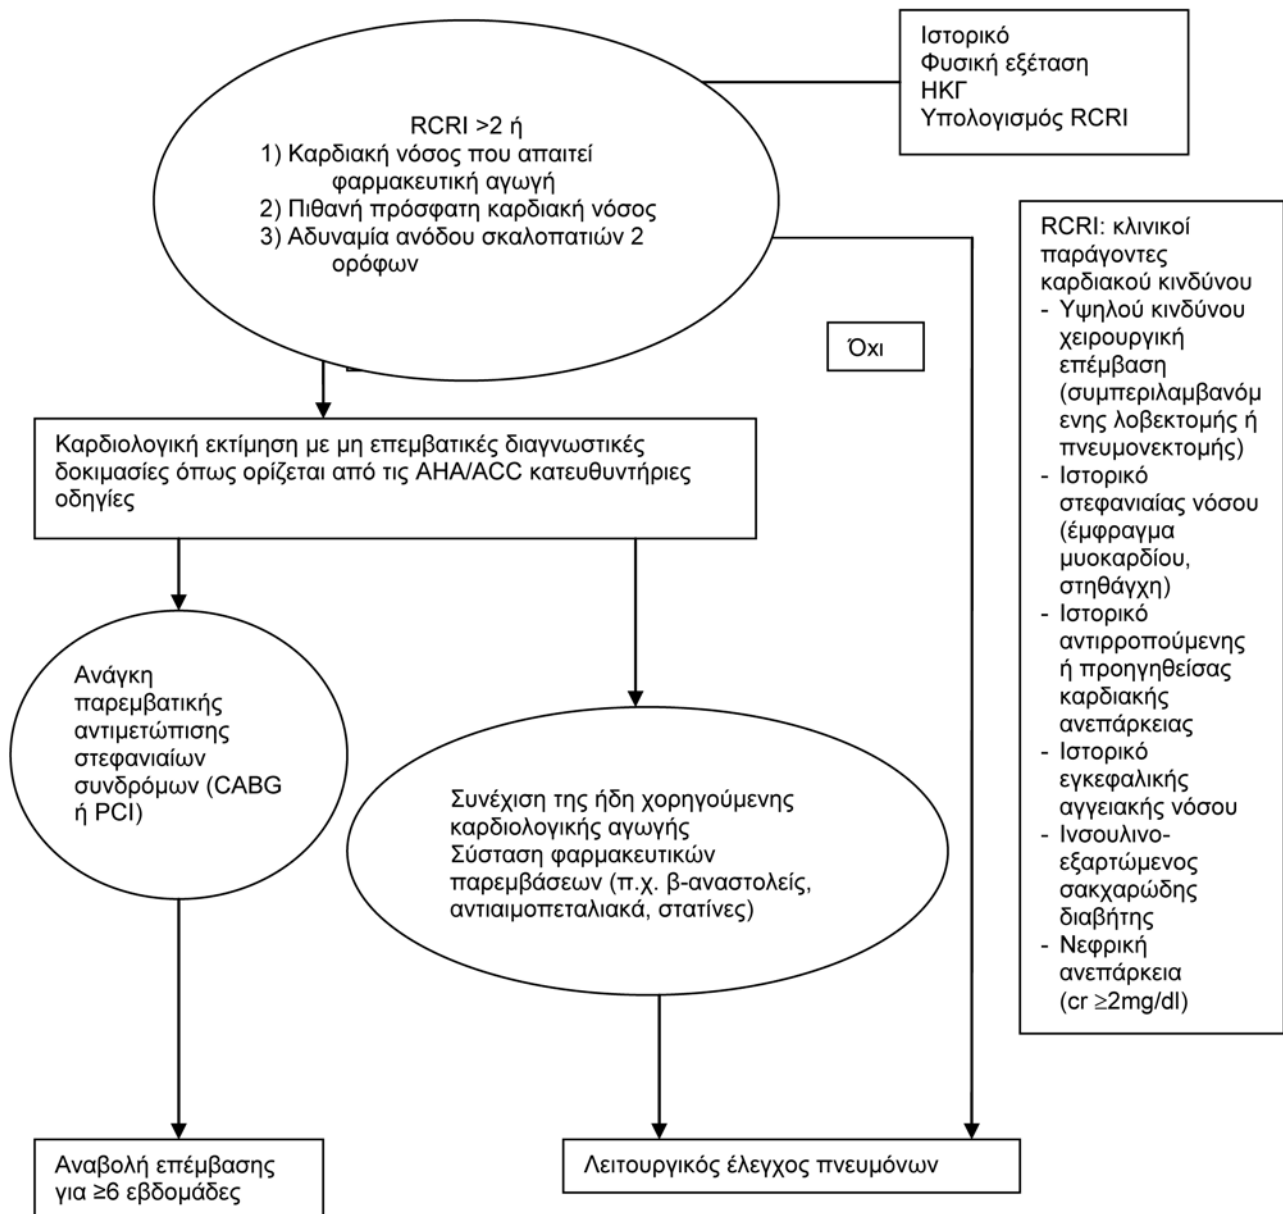 Ιστορικό
Φυσική εξέταση
ΗΚΓ
Υπολογισμός RCRI
RCRI >2 ή
1) Καρδιακή νόσος που απαιτεί
φαρμακευτική αγωγή
2) Πιθανή πρόσφατη καρδιακή νόσος
3) Αδυναμία ανόδου σκαλοπατιών 2
ορόφων
Όχι
RCRI: κλινικοί
παράγοντες
καρδιακού κινδύνου
- Υψηλού κινδύνου
χειρουργική
επέμβαση
(συμπεριλαμβανόμ
ενης λοβεκτομής ή
πνευμονεκτομής)
- Ιστορικό
στεφανιαίας νόσου
(έμφραγμα
μυοκαρδίου,
στηθάγχη)
- Ιστορικό
αντιρροπούμενης
ή προηγηθείσας
καρδιακής
ανεπάρκειας
- Ιστορικό
εγκεφαλικής
αγγειακής νόσου
- Ινσουλινο-
εξαρτώμενος
σακχαρώδης
διαβήτης
- Νεφρική
ανεπάρκεια
(cr ≥2mg/dl)
Καρδιολογική εκτίμηση με μη επεμβατικές διαγνωστικές
δοκιμασίες όπως ορίζεται από τις AHA/ACC κατευθυντήριες
οδηγίες
Ανάγκη
παρεμβατικής
αντιμετώπισης
στεφανιαίων
συνδρόμων (CABG
ή PCI)
Συνέχιση της ήδη χορηγούμενης
καρδιολογικής αγωγής
Σύσταση φαρμακευτικών
παρεμβάσεων (π.χ. β-αναστολείς,
αντιαιμοπεταλιακά, στατίνες)
Αναβολή επέμβασης
για ≥6 εβδομάδες
Λειτουργικός έλεγχος πνευμόνων